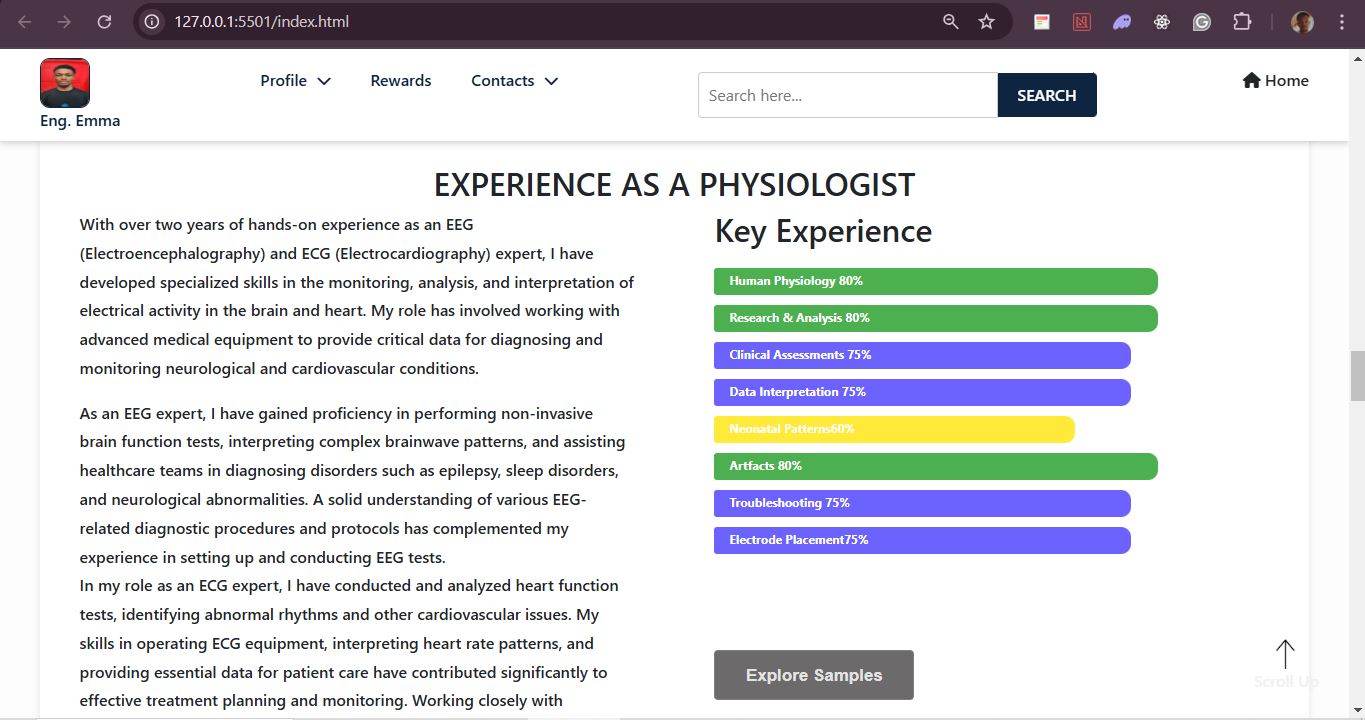 127.0.0.1:5501/index.html
Eng. Emma
Profile
Rewards
Contacts
Search here...
SEARCH
Home
EXPERIENCE AS A PHYSIOLOGIST
With over two years of hands-on experience as an EEG
(Electroencephalography) and ECG (Electrocardiography) expert, I have
developed specialized skills in the monitoring, analysis, and interpretation of
electrical activity in the brain and heart. My role has involved working with
advanced medical equipment to provide critical data for diagnosing and
monitoring neurological and cardiovascular conditions.
As an EEG expert, I have gained proficiency in performing non-invasive
brain function tests, interpreting complex brainwave patterns, and assisting
healthcare teams in diagnosing disorders such as epilepsy, sleep disorders,
and neurological abnormalities. A solid understanding of various EEG-
related diagnostic procedures and protocols has complemented my
experience in setting up and conducting EEG tests.
In my role as an ECG expert, I have conducted and analyzed heart function
tests, identifying abnormal rhythms and other cardiovascular issues. My
skills in operating ECG equipment, interpreting heart rate patterns, and
providing essential data for patient care have contributed significantly to
effective treatment planning and monitoring. Working closely with
Key Experience
Human Physiology 80%
Research & Analysis 80%
Clinical Assessments 75%
Data Interpretation 75%
Neonatal Patterns60%
Artfacts 80%
Troubleshooting 75%
Electrode Placement75%
Explore Samples
Scroll Up